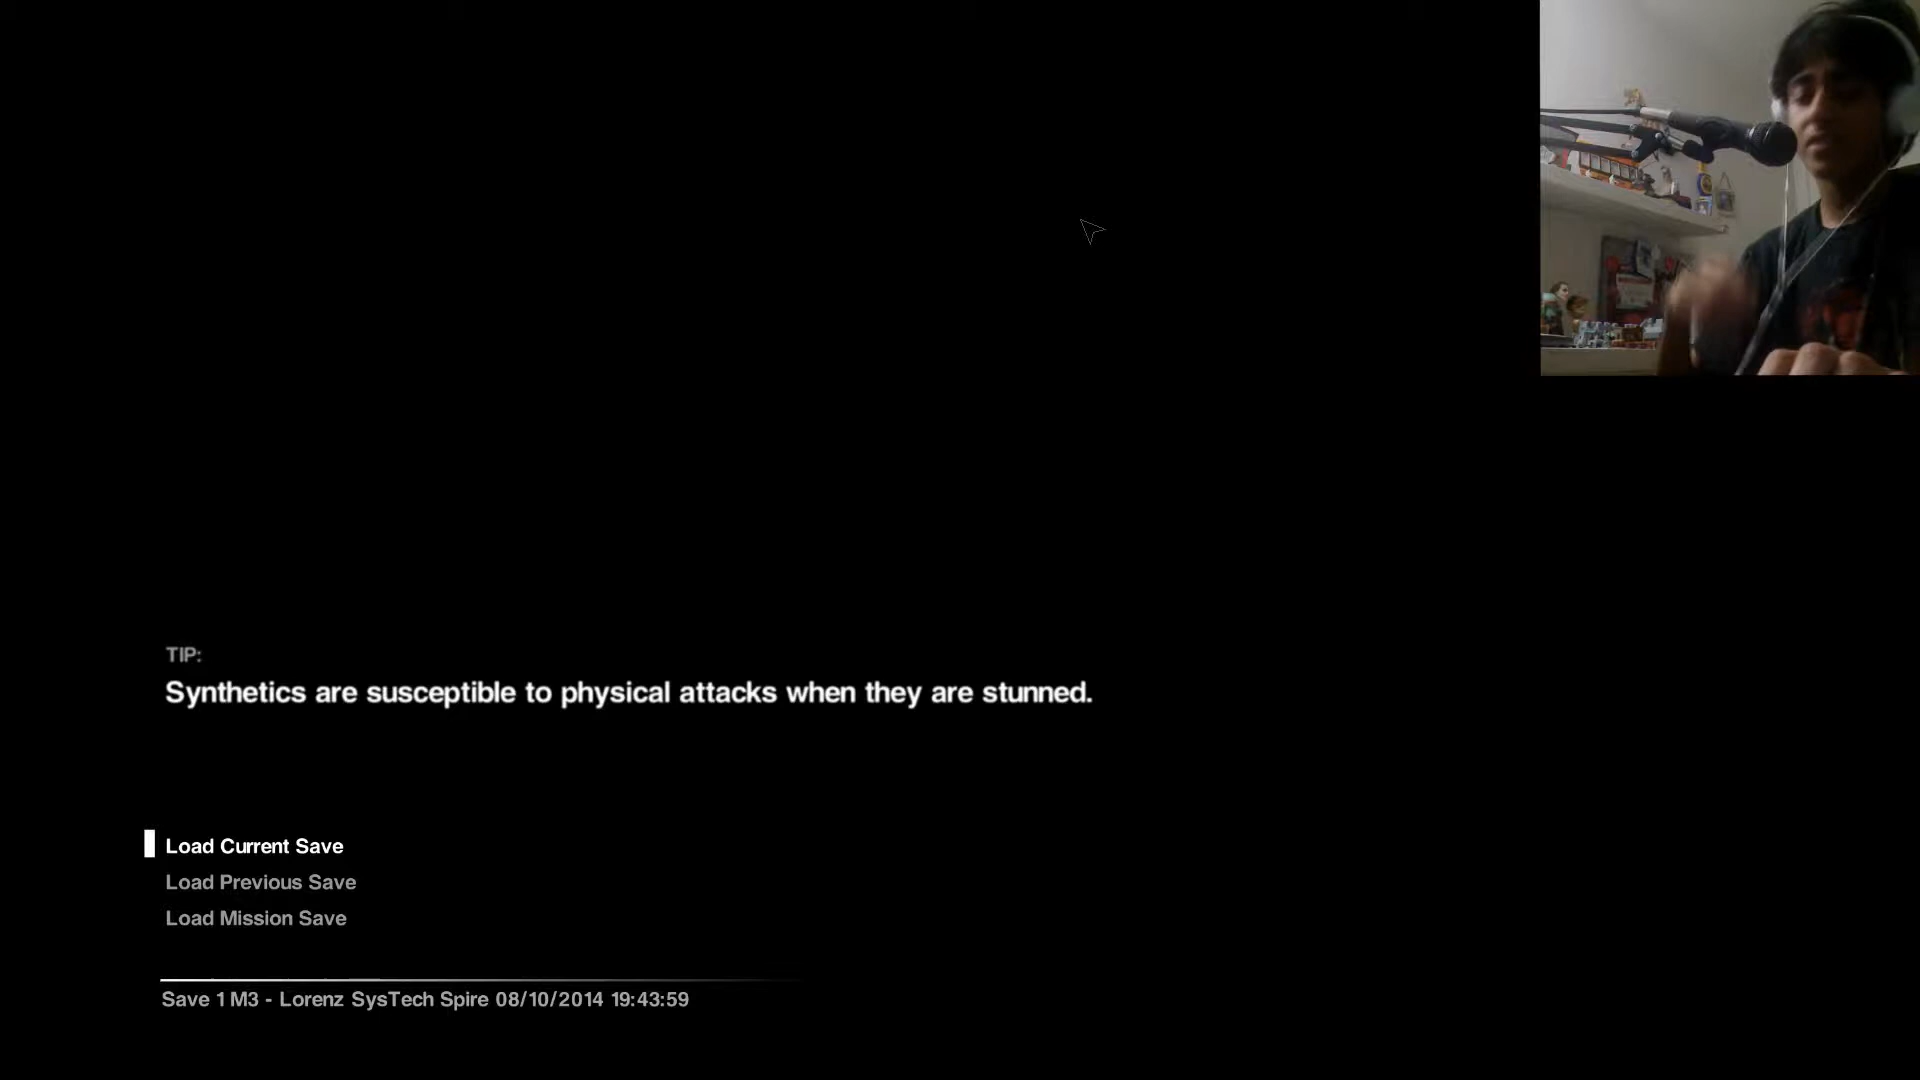 TIP:
Synthetics are susceptible to physical attacks when they are stunned.
Load Current Save
Load Previous Save
Load Mission Save
Save 1 M3 - Lorenz SysTech Spire 08/10/2014 19:43:59